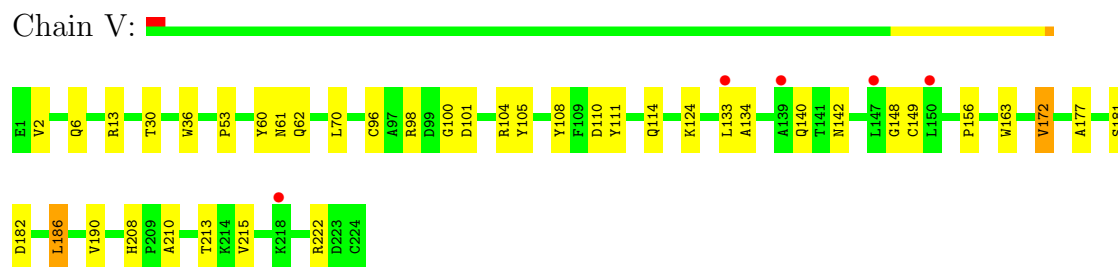 Chain V:
E1 V2 Q6 R13 T30 W36 P53 Y60 N61 Q62 L70 C96 A97 R98 D99 G100 D101 R104 Y105 Y108 F109 D110 Y111 Q114 K124 L133 A134 A139 Q140 T141 N142 L147 G148 C149 L150 P156 W163 V172 A177 S181
D182 L186 V190 H208 P209 A210 T213 K214 V215 K218 R222 D223 C224